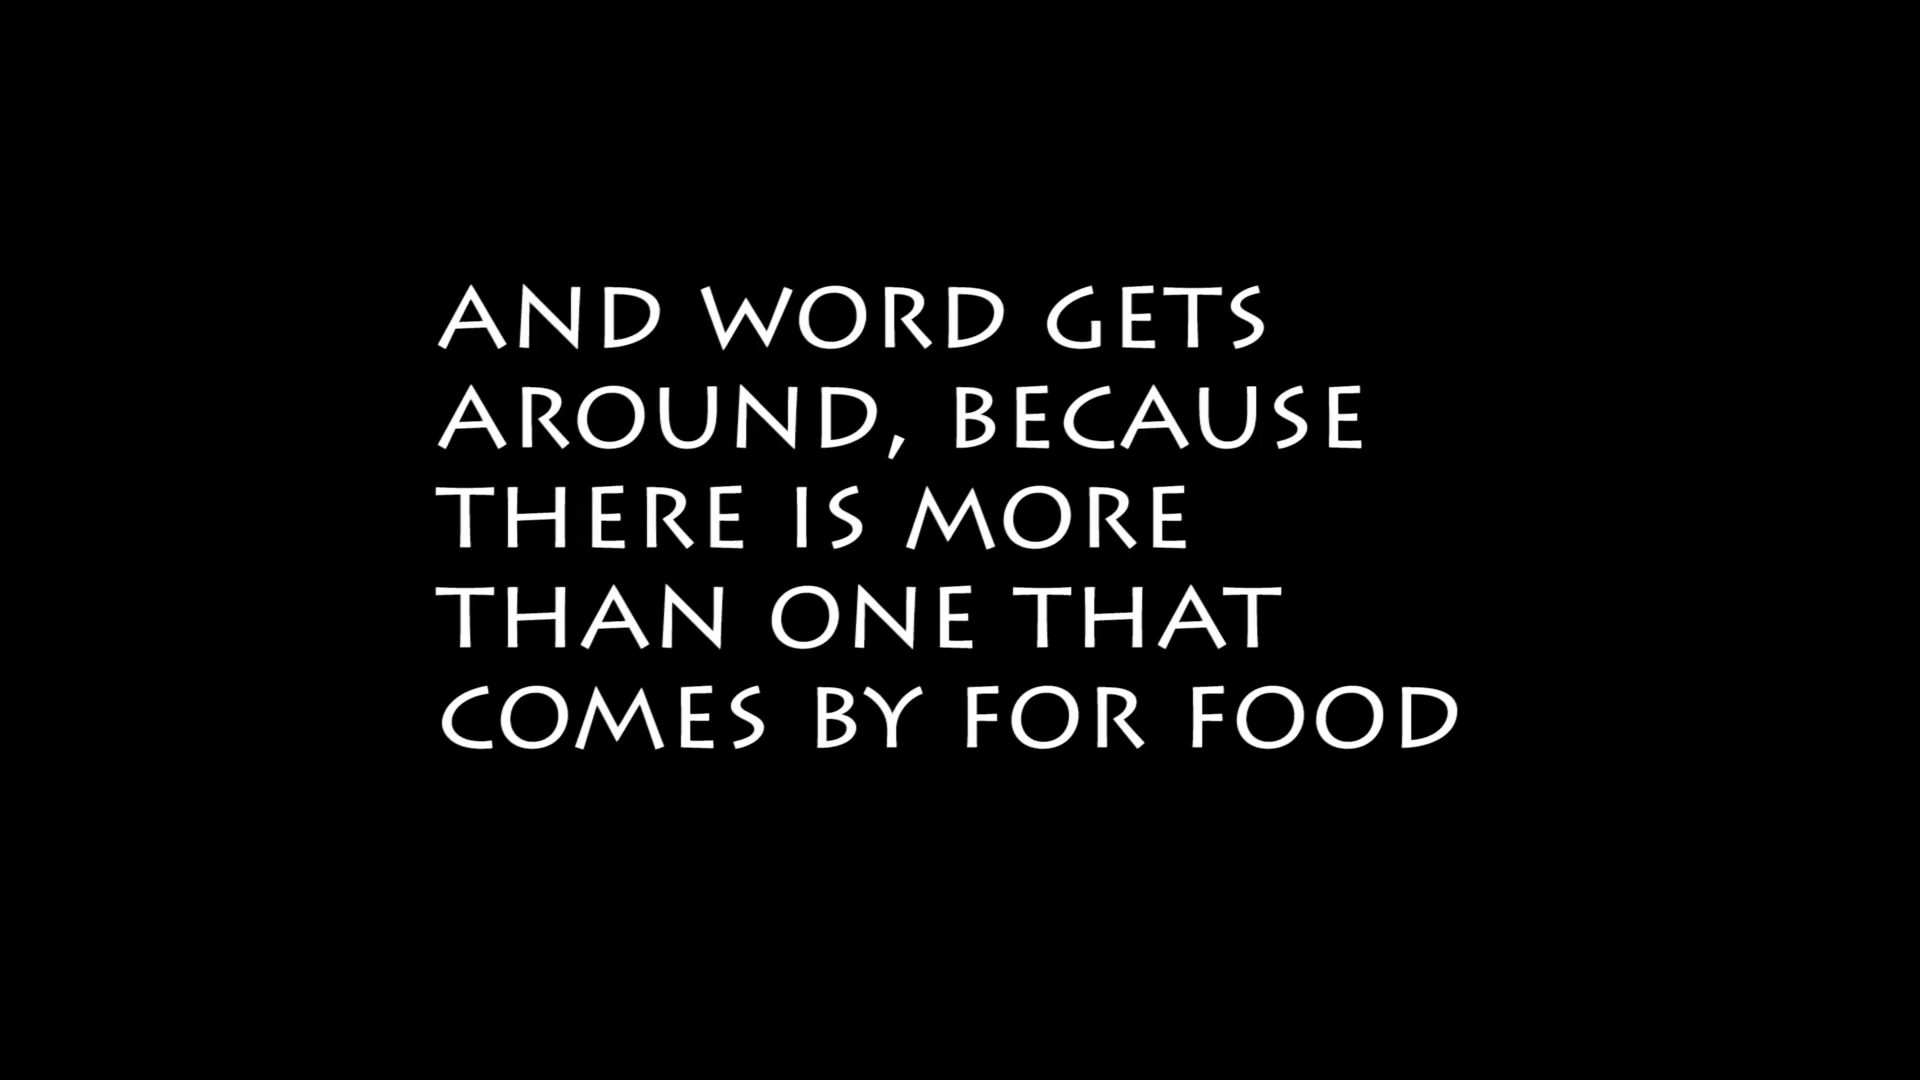 AND WORD GETS
AROUND, BECAUSE
THERE IS MORE
THAN ONE THAT
COMES BY FOR FOOD